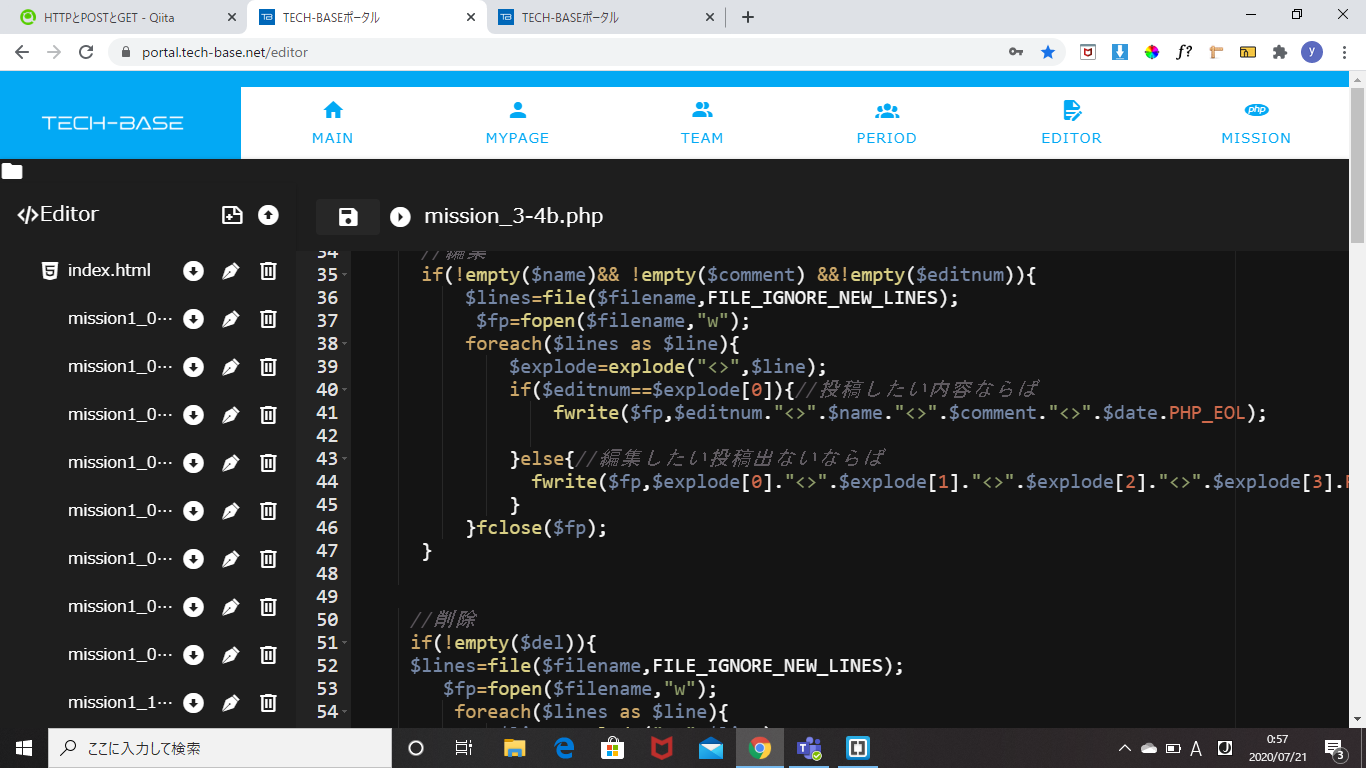 HTTPとPOSTとGET - Qiita
TECH-BASEポータル
TECH-BASEポータル
portal.tech-base.net/editor
f?
y
TECH-BASE
MAIN
MYPAGE
TEAM
PERIOD
EDITOR
php
MISSION
</>Editor
mission_3-4b.php
index.html
mission1_0…
mission1_0…
mission1_0…
mission1_0…
mission1_0…
mission1_0…
mission1_0…
mission1_0…
mission1_1…
34 //編集
35 if(!empty($name)&& !empty($comment) &&!empty($editnum)){
36 $lines=file($filename,FILE_IGNORE_NEW_LINES);
37 $fp=fopen($filename,"w");
38 foreach($lines as $line){
39 $explode=explode("<>",$line);
40 if($editnum==$explode[0]){//投稿したい内容ならば
41 fwrite($fp,$editnum."<>".$name."<>".$comment."<>".$date.PHP_EOL);
42
43 }else{//編集したい投稿出ないならば
44 fwrite($fp,$explode[0]."<>".$explode[1]."<>".$explode[2]."<>".$explode[3].
45 }
46 }fclose($fp);
47 }
48
49
50 //削除
51 if(!empty($del)){
52 $lines=file($filename,FILE_IGNORE_NEW_LINES);
53 $fp=fopen($filename,"w");
54 foreach($lines as $line){
ここに入力して検索
A
J
0:57
2020/07/21
3